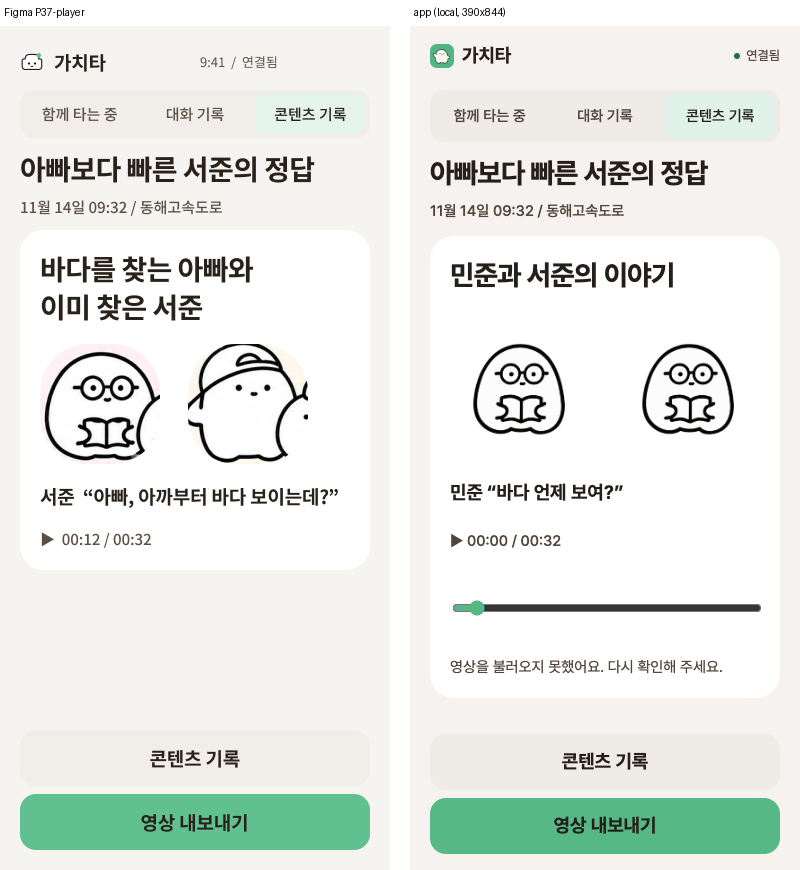 Figma P37-player
가치타
9:41 / 연결됨
함께 타는 중
대화 기록
콘텐츠 기록
아빠보다 빠른 서준의 정답
11월 14일 09:32 / 동해고속도로
바다를 찾는 아빠와
이미 찾은 서준
서준 “아빠, 아까부터 바다 보이는데?”
▶ 00:12 / 00:32
콘텐츠 기록
영상 내보내기
app (local, 390x844)
가치타
연결됨
함께 타는 중
대화 기록
콘텐츠 기록
아빠보다 빠른 서준의 정답
11월 14일 09:32 / 동해고속도로
민준과 서준의 이야기
민준 “바다 언제 보여?”
▶ 00:00 / 00:32
영상을 불러오지 못했어요. 다시 확인해 주세요.
콘텐츠 기록
영상 내보내기